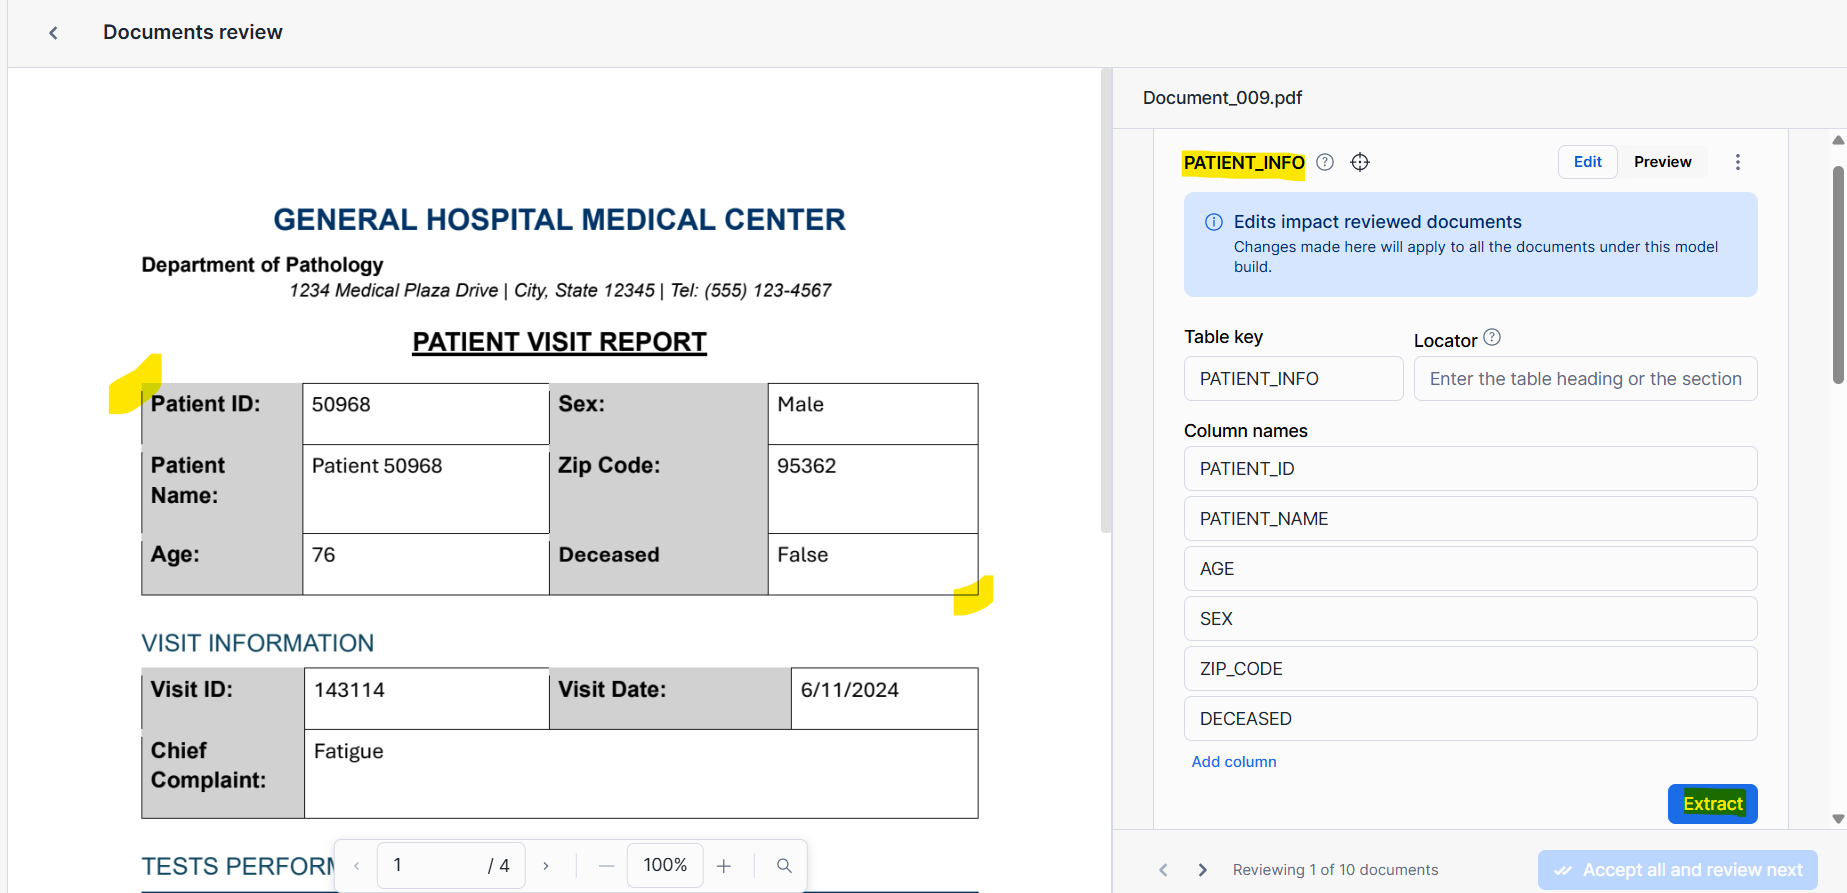 Documents review
GENERAL HOSPITAL MEDICAL CENTER
Department of Pathology
1234 Medical Plaza Drive | City, State 12345 | Tel: (555) 123-4567
PATIENT VISIT REPORT
Patient ID: 50968 Sex: Male
Patient Name: Patient 50968 Zip Code: 95362
Age: 76 Deceased False
VISIT INFORMATION
Visit ID: 143114 Visit Date: 6/11/2024
Chief Complaint: Fatigue
TESTS PERFORM
1 / 4 100%
Document_009.pdf
PATIENT_INFO
Edit Preview
Edits impact reviewed documents
Changes made here will apply to all the documents under this model
build.
Table key Locator
PATIENT_INFO Enter the table heading or the section
Column names
PATIENT_ID
PATIENT_NAME
AGE
SEX
ZIP_CODE
DECEASED
Add column
Extract
Reviewing 1 of 10 documents Accept all and review next